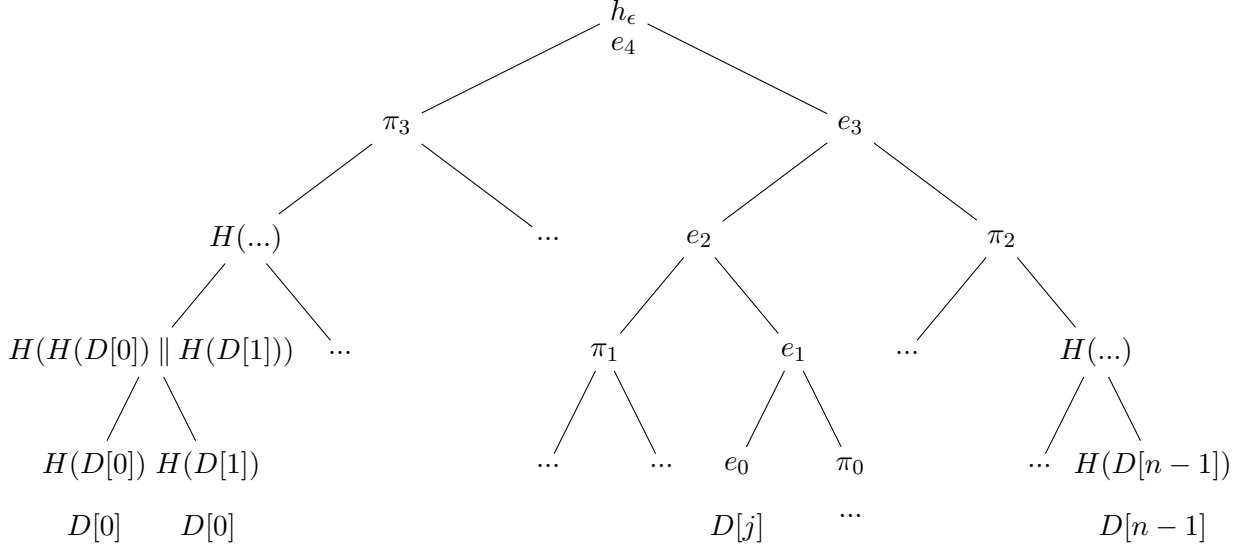 h_ϵ
e_4
π_3 e_3
H(...) ... e_2 π_2
H(H(D[0]) ∥ H(D[1])) ... π_1 e_1 ... H(...)
H(D[0]) H(D[1]) ... ... e_0 π_0 ... H(D[n − 1])
D[0] D[0] D[j] ... D[n − 1]